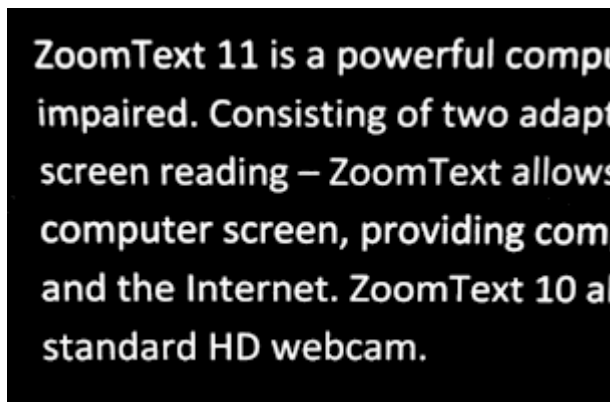 ZoomText 11 is a powerful compu
impaired. Consisting of two adapt
screen reading – ZoomText allows
computer screen, providing com
and the Internet. ZoomText 10 al
standard HD webcam.